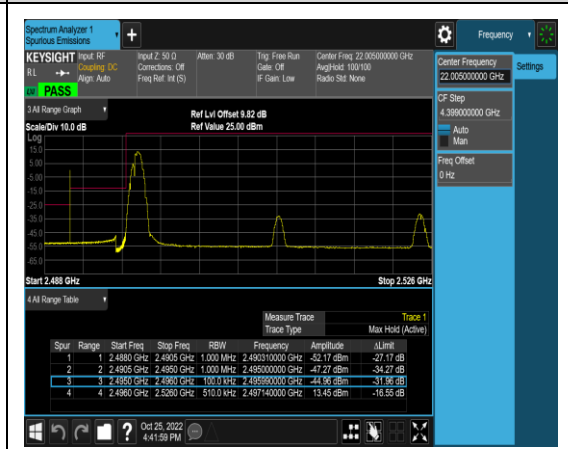 Spectrum Analyzer 1
Spurious Emissions
Frequency
KEYSIGHT Input: RF Input Z: 50 Ω Atten: 30 dB Trig: Free Run Center Freq: 22.005000000 GHz
RL Coupling: DC Corrections: Off Gate: Off Avg|Hold: 100/100
Align: Auto Freq Ref: Int (S) IF Gain: Low Radio Std: None
PASS
Center Frequency
22.005000000 GHz
Settings
CF Step
4.399000000 GHz
Auto
Man
Freq Offset
0 Hz
3 All Range Graph
Ref Lvl Offset 9.82 dB
Scale/Div 10.0 dB Ref Value 25.00 dBm
Log
15.0
5.00
-5.00
-15.0
-25.0
-35.0
-45.0
-55.0
-65.0
Start 2.488 GHz Stop 2.526 GHz
4 All Range Table
Measure Trace Trace 1
Trace Type Max Hold (Active)
Spur Range Start Freq Stop Freq RBW Frequency Amplitude ΔLimit
1 1 2.4880 GHz 2.4905 GHz 1.000 MHz 2.490310000 GHz -52.17 dBm -27.17 dB
2 2 2.4905 GHz 2.4950 GHz 1.000 MHz 2.495000000 GHz -47.27 dBm -34.27 dB
3 3 2.4950 GHz 2.4960 GHz 100.0 kHz 2.495990000 GHz -44.96 dBm -31.96 dB
4 4 2.4960 GHz 2.5260 GHz 510.0 kHz 2.497140000 GHz 13.45 dBm -16.55 dB
Oct 25, 2022
4:41:59 PM